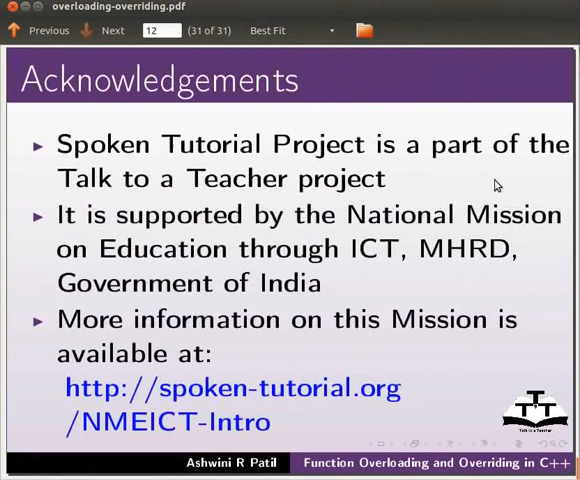 overloading-overriding.pdf
Previous Next 12 (31 of 31) Best Fit
Acknowledgements
Spoken Tutorial Project is a part of the
Talk to a Teacher project
It is supported by the National Mission
on Education through ICT, MHRD,
Government of India
More information on this Mission is
available at:
http://spoken-tutorial.org
/NMEICT-Intro
Talk to a Teacher
Ashwini R Patil Function Overloading and Overriding in C++